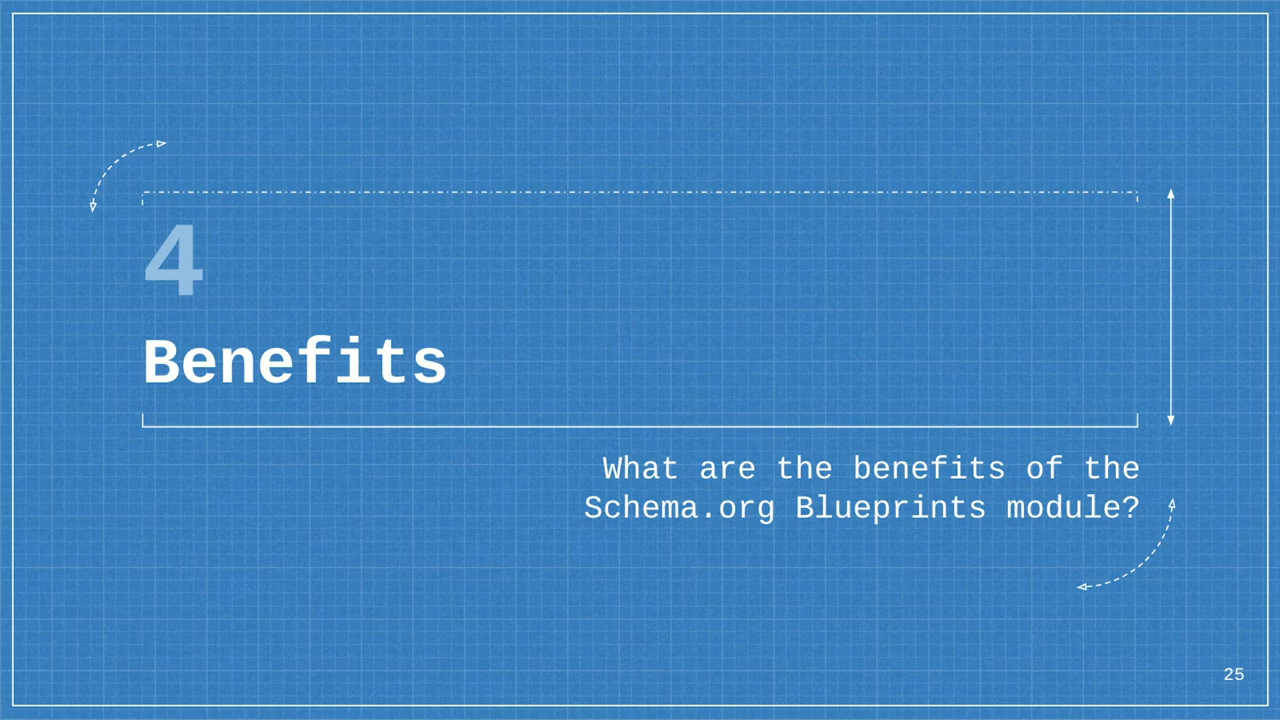 4
Benefits
What are the benefits of the
Schema.org Blueprints module?
25